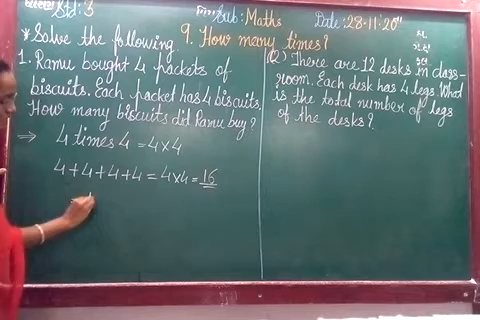 Std: 3
Sub: Maths
Date: 28-11-20
9. How many times?
* Solve the following.
1. Ramu bought 4 packets of
biscuits. Each packet has 4 biscuits.
How many biscuits did Ramu buy?
⇒ 4 times 4 = 4×4
4+4+4+4 = 4×4 = 16
Q2) There are 12 desks in class-
room. Each desk has 4 legs. What
is the total number of legs
of the desks?